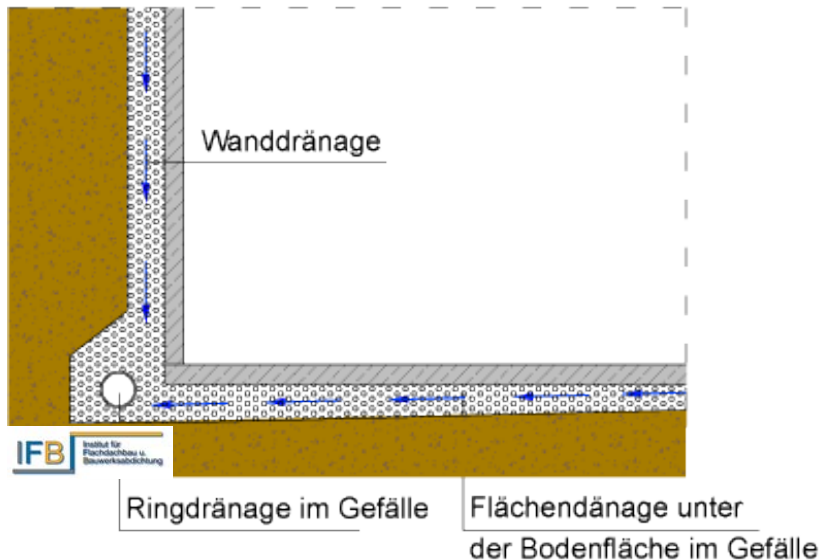 Wanddränage
IFB
Institut für
Flachdachbau u.
Bauwerksabdichtung
Ringdränage im Gefälle
Flächendänage unter
der Bodenfläche im Gefälle